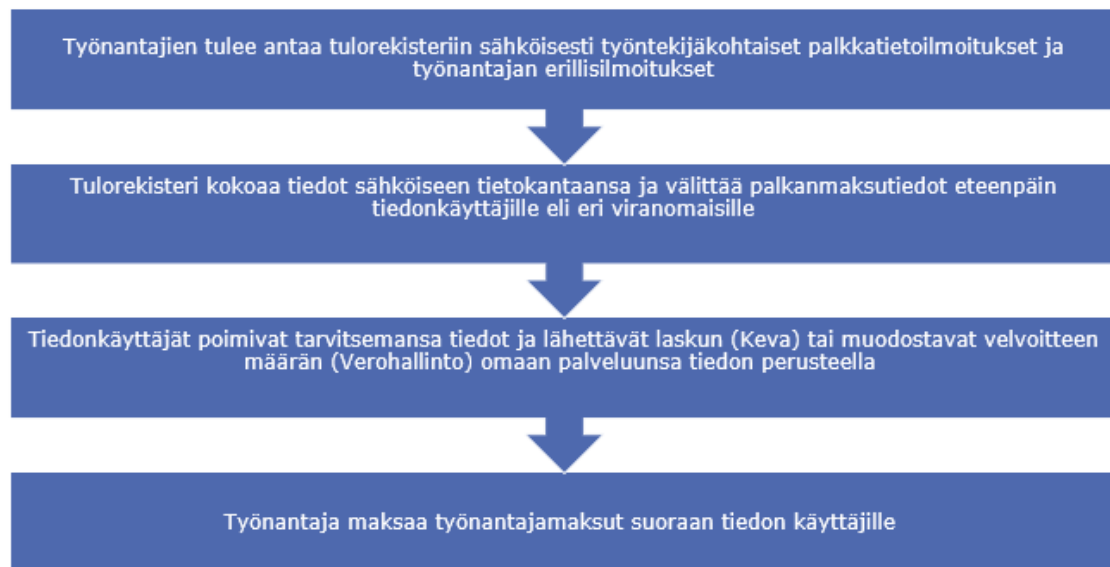 Työnantajien tulee antaa tulorekisteriin sähköisesti työntekijäkohtaiset palkkatietoilmoitukset ja
työnantajan erillisilmoitukset
Tulorekisteri kokoaa tiedot sähköiseen tietokantaansa ja välittää palkanmaksutiedot eteenpäin
tiedonkäyttäjille eli eri viranomaisille
Tiedonkäyttäjät poimivat tarvitsemansa tiedot ja lähettävät laskun (Keva) tai muodostavat velvoitteen
määrän (Verohallinto) omaan palveluunsa tiedon perusteella
Työnantaja maksaa työnantajamaksut suoraan tiedon käyttäjille